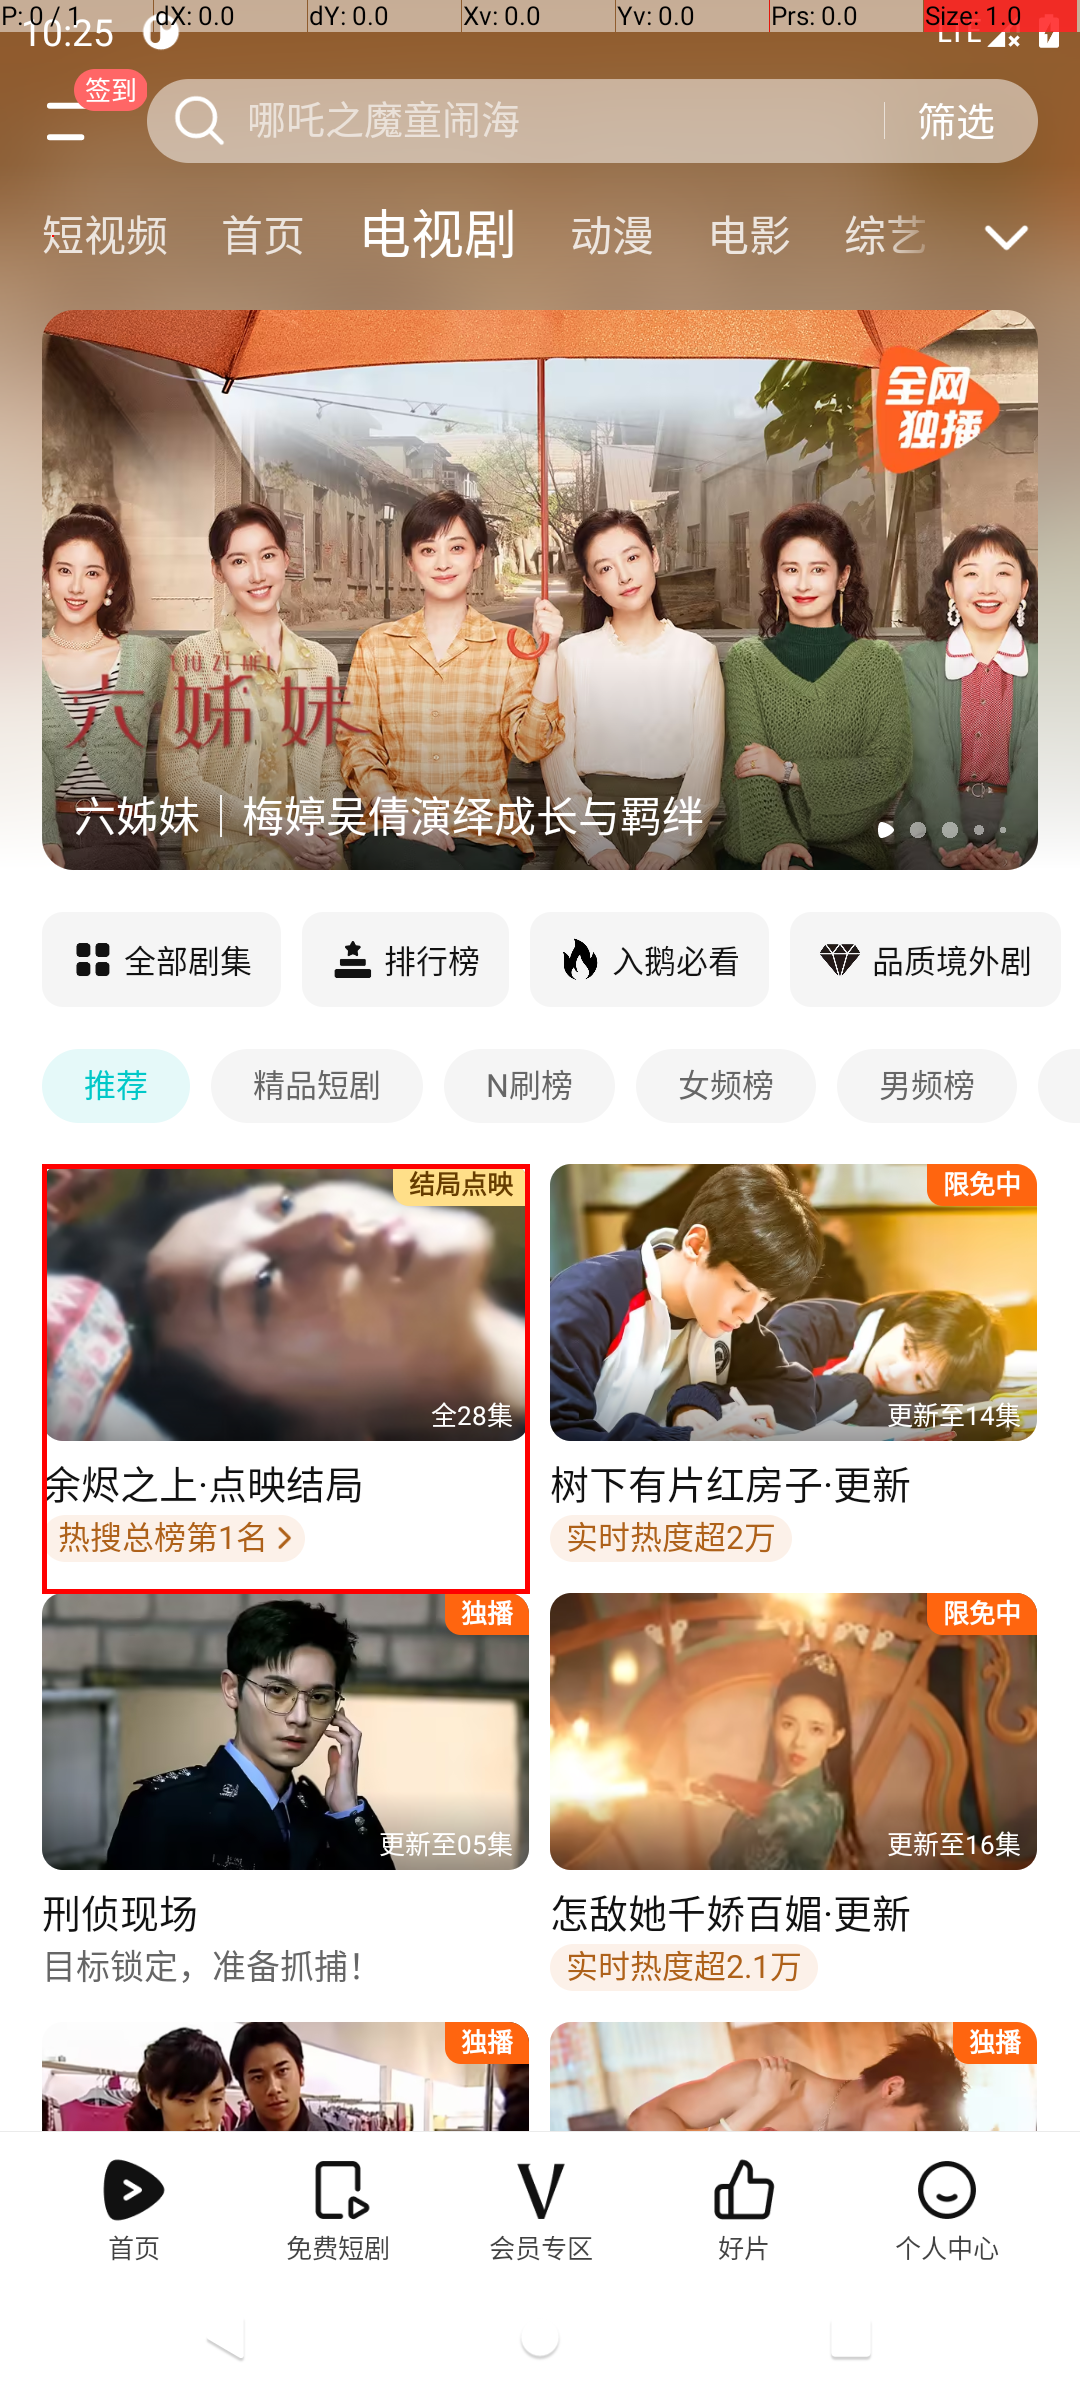 P: 0 / 1
dX: 0.0
dY: 0.0
Xv: 0.0
Yv: 0.0
Prs: 0.0
Size: 1.0
10:25
LTE
签到
哪吒之魔童闹海
筛选
短视频
首页
电视剧
动漫
电影
综艺
全网
独播
LIU ZI MEI
六姊妹
六姊妹｜梅婷吴倩演绎成长与羁绊
全部剧集
排行榜
入鹅必看
品质境外剧
推荐
精品短剧
N刷榜
女频榜
男频榜
结局点映
全28集
余烬之上·点映结局
热搜总榜第1名
限免中
更新至14集
树下有片红房子·更新
实时热度超2万
独播
更新至05集
刑侦现场
目标锁定，准备抓捕！
限免中
更新至16集
怎敌她千娇百媚·更新
实时热度超2.1万
独播
独播
首页
免费短剧
会员专区
好片
个人中心